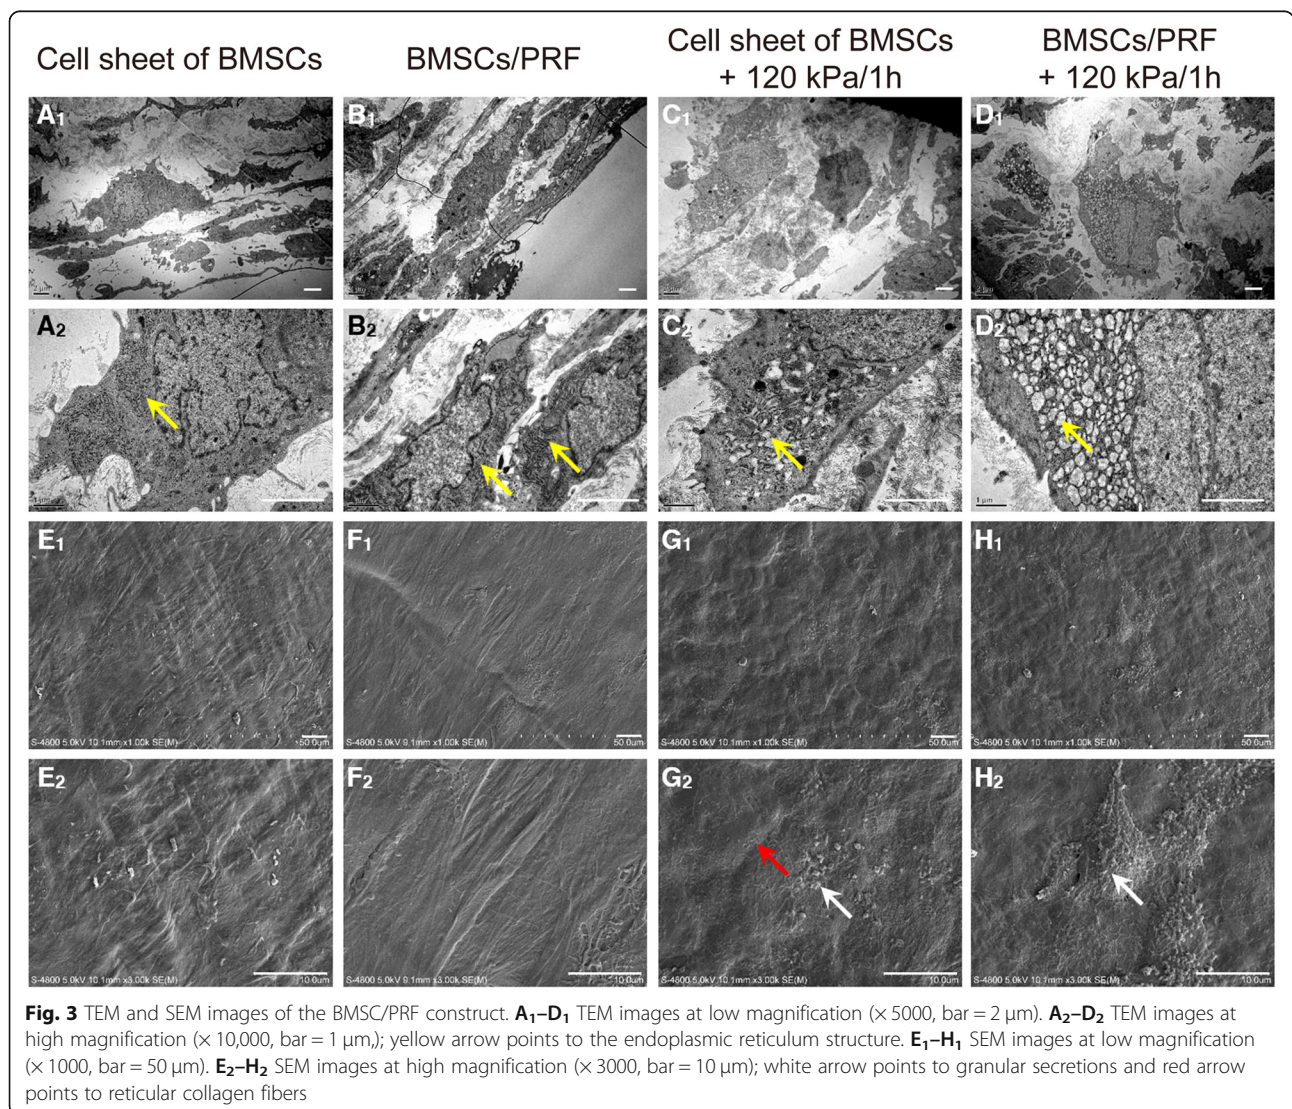 Cell sheet of BMSCs
BMSCs/PRF
Cell sheet of BMSCs
+ 120 kPa/1h
BMSCs/PRF
+ 120 kPa/1h
A1
B1
C1
D1
2 µm
A2
B2
C2
D2
1 µm
1 µm
E1
F1
G1
H1
S-4800 5.0kV 10.1mm x1.00k SE(M) 50.0um
S-4800 5.0kV 9.1mm x1.00k SE(M) 50.0um
S-4800 5.0kV 10.1mm x1.00k SE(M) 50.0um
S-4800 5.0kV 10.1mm x1.00k SE(M) 50.0um
E2
F2
G2
H2
S-4800 5.0kV 10.1mm x3.00k SE(M) 10.0um
S-4800 5.0kV 9.1mm x3.00k SE(M) 10.0um
S-4800 5.0kV 10.1mm x3.00k SE(M) 10.0um
S-4800 5.0kV 10.1mm x3.00k SE(M) 10.0um
Fig. 3 TEM and SEM images of the BMSC/PRF construct. A1–D1 TEM images at low magnification (× 5000, bar = 2 µm). A2–D2 TEM images at
high magnification (× 10,000, bar = 1 µm,); yellow arrow points to the endoplasmic reticulum structure. E1–H1 SEM images at low magnification
(× 1000, bar = 50 µm). E2–H2 SEM images at high magnification (× 3000, bar = 10 µm); white arrow points to granular secretions and red arrow
points to reticular collagen fibers